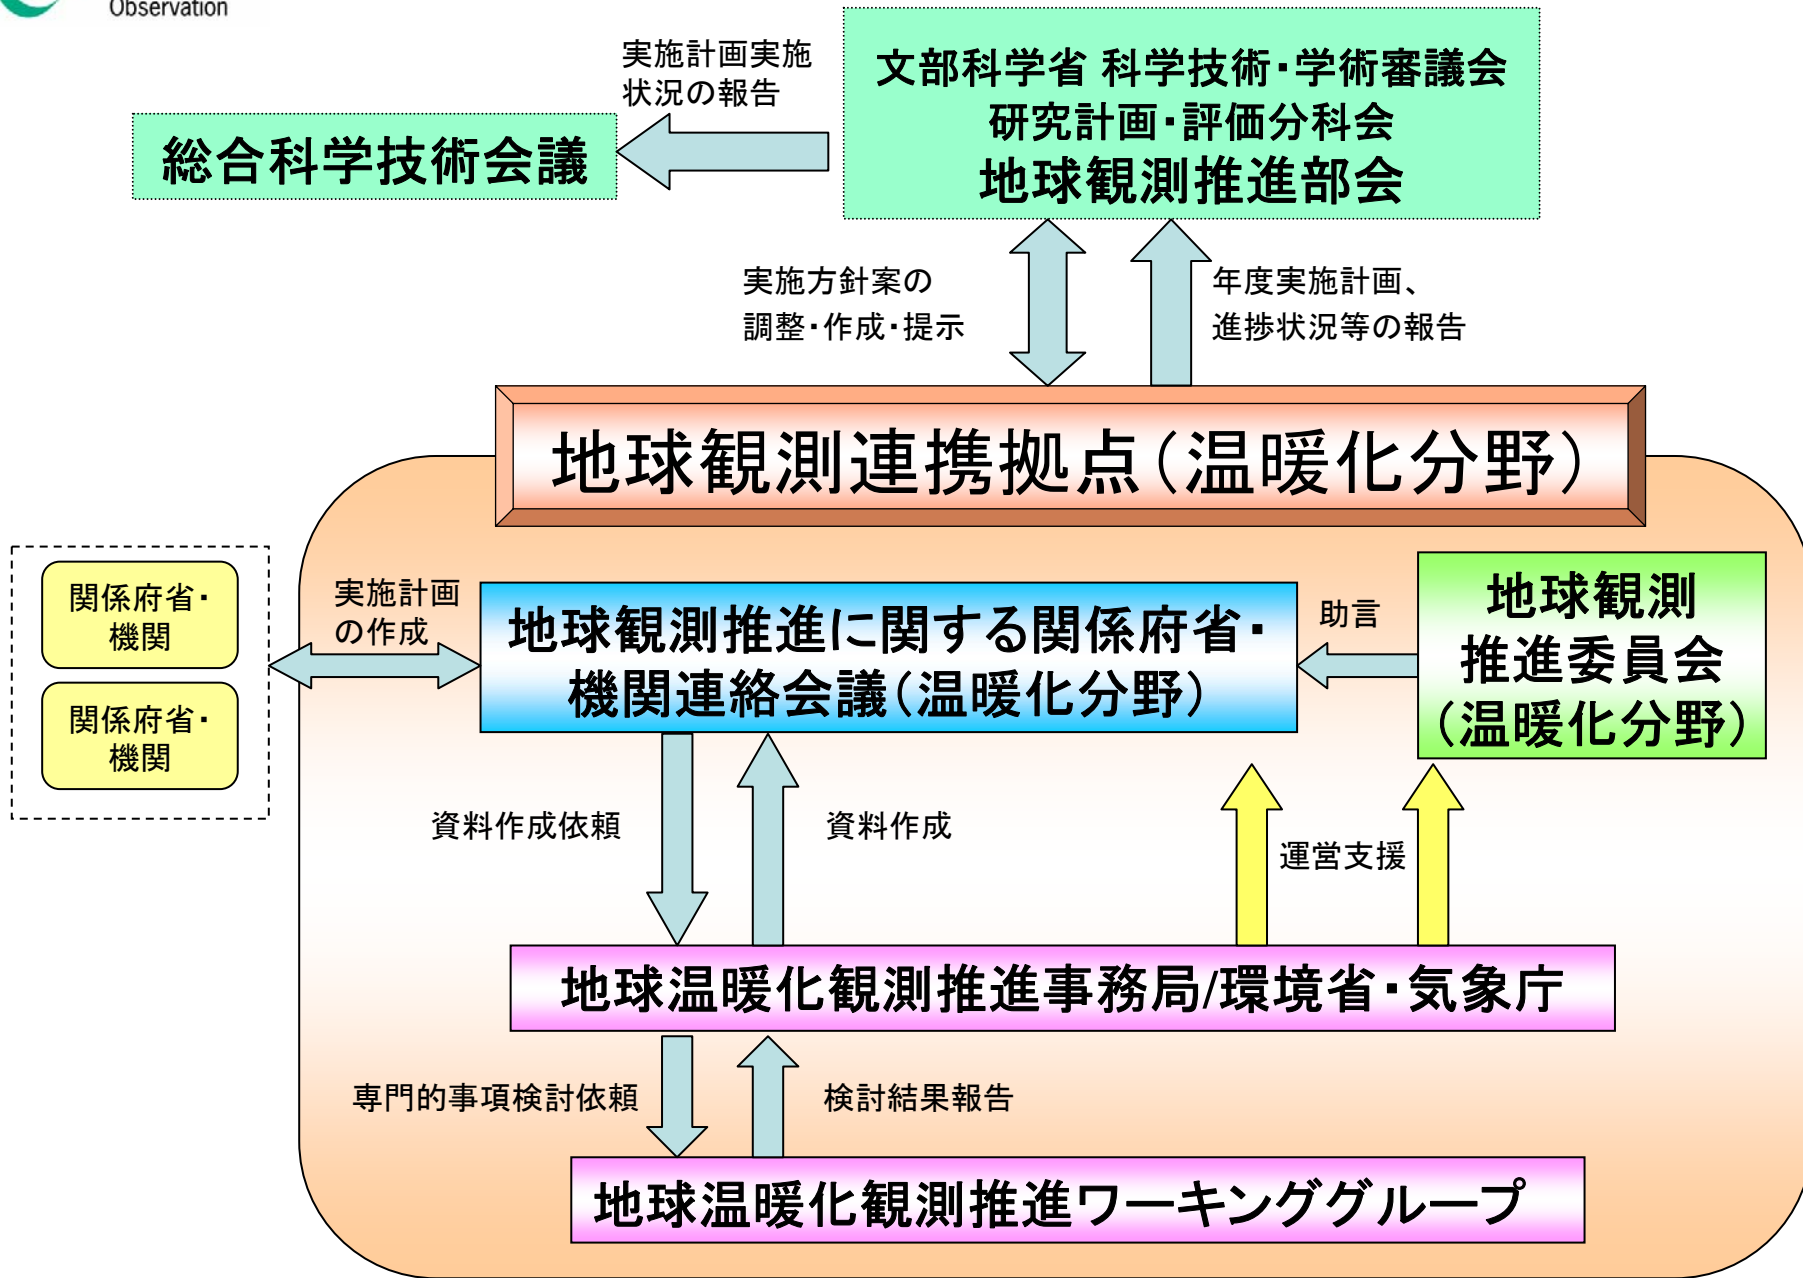 Observation
実施計画実施
状況の報告
文部科学省 科学技術・学術審議会
研究計画・評価分科会
地球観測推進部会
総合科学技術会議
実施方針案の
調整・作成・提示
年度実施計画、
進捗状況等の報告
地球観測連携拠点(温暖化分野)
関係府省・
機関
関係府省・
機関
実施計画
の作成
地球観測推進に関する関係府省・
機関連絡会議(温暖化分野)
助言
地球観測
推進委員会
(温暖化分野)
資料作成依頼
資料作成
運営支援
地球温暖化観測推進事務局/環境省・気象庁
専門的事項検討依頼
検討結果報告
地球温暖化観測推進ワーキンググループ